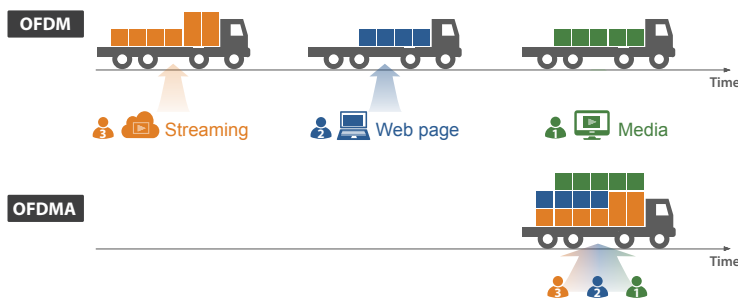 OFDM
Time
3 Streaming
2 Web page
1 Media
OFDMA
Time
3 2 1